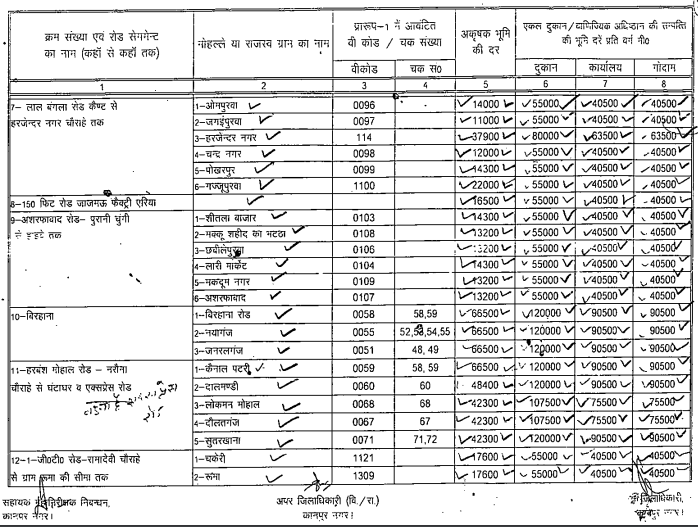 क्रम संख्या एवं रोड सेगमेन्ट का नाम (कहाँ से कहाँ तक) | मोहल्ले या राजस्व ग्राम का नाम | प्रारूप-1 में आवंटित वी कोड / चक संख्या | अकृषक भूमि की दर | एकल दुकान/वाणिज्यिक अधिष्ठान की सम्पत्ति की भूमि दरें प्रति वर्ग मी0
वीकोड | चक सं0 | दुकान | कार्यालय | गोदाम
1 | 2 | 3 | 4 | 5 | 6 | 7 | 8
7- लाल बंगला रोड कैण्ट से | 1-ओमपुरवा | 0096 | 14000 | 55000 | 40500 | 40500
हरजेन्दर नगर चौराहे तक | 2-जगईपुरवा | 0097 | 11000 | 55000 | 40500 | 40500
3-हरजेन्दर नगर | 114 | 37900 | 80000 | 63500 | 63500
4-चन्द्र नगर | 0098 | 12000 | 55000 | 40500 | 40500
5-पोखरपुर | 0099 | 14300 | 55000 | 40500 | 40500
6-गज्जूपुरवा | 1100 | 22000 | 55000 | 40500 | 40500
8-150 फिट रोड जाजमऊ फैक्ट्री एरिया | 16500 | 55000 | 40500 | 40500
9-अशरफाबाद रोड- पुरानी चुंगी | 1-शीतला बाजार | 0103 | 14300 | 55000 | 40500 | 40500
से तक | 2-मक्कू शहीद का भटठा | 0108 | 13200 | 55000 | 40500 | 40500
3-छबीलेपुरवा | 0106 | 13200 | 55000 | 40500 | 40500
4-लारी मार्केट | 0104 | 14300 | 55000 | 40500 | 40500
5-मकदूम नगर | 0109 | 13200 | 55000 | 40500 | 40500
6-अशरफाबाद | 0107 | 13200 | 55000 | 40500 | 40500
10-बिरहाना | 1-बिरहाना रोड | 0058 | 58,59 | 66500 | 120000 | 90500 | 90500
2-नयागंज | 0055 | 52,53,54,55 | 66500 | 120000 | 90500 | 90500
3-जनरलगंज | 0051 | 48, 49 | 66500 | 120000 | 90500 | 90500
11-हरबंश मोहाल रोड - नरौना | 1-कैनाल पटरी | 0059 | 58, 59 | 66500 | 120000 | 90500 | 90500
चौराहे से घंटाघर व एक्सप्रेस रोड | 2-दालमण्डी | 0060 | 60 | 48400 | 120000 | 90500 | 90500
3-लोकमन मोहाल | 0068 | 68 | 42300 | 107500 | 75500 | 75500
4-दौलतगंज | 0067 | 67 | 42300 | 107500 | 75500 | 75500
5-सुतरखाना | 0071 | 71,72 | 42300 | 120000 | 90500 | 90500
12-1-जी0टी0 रोड-रामादेवी चौराहे | 1-चकेरी | 1121 | 17600 | 55000 | 40500 | 40500
से ग्राम रूमा की सीमा तक | 2-रूमा | 1309 | 17600 | 55000 | 40500 | 40500
सहायक महानिरीक्षक निबन्धन, | अपर जिलाधिकारी (वि./रा.) | जिलाधिकारी,
कानपुर नगर। | कानपुर नगर। | कानपुर नगर।